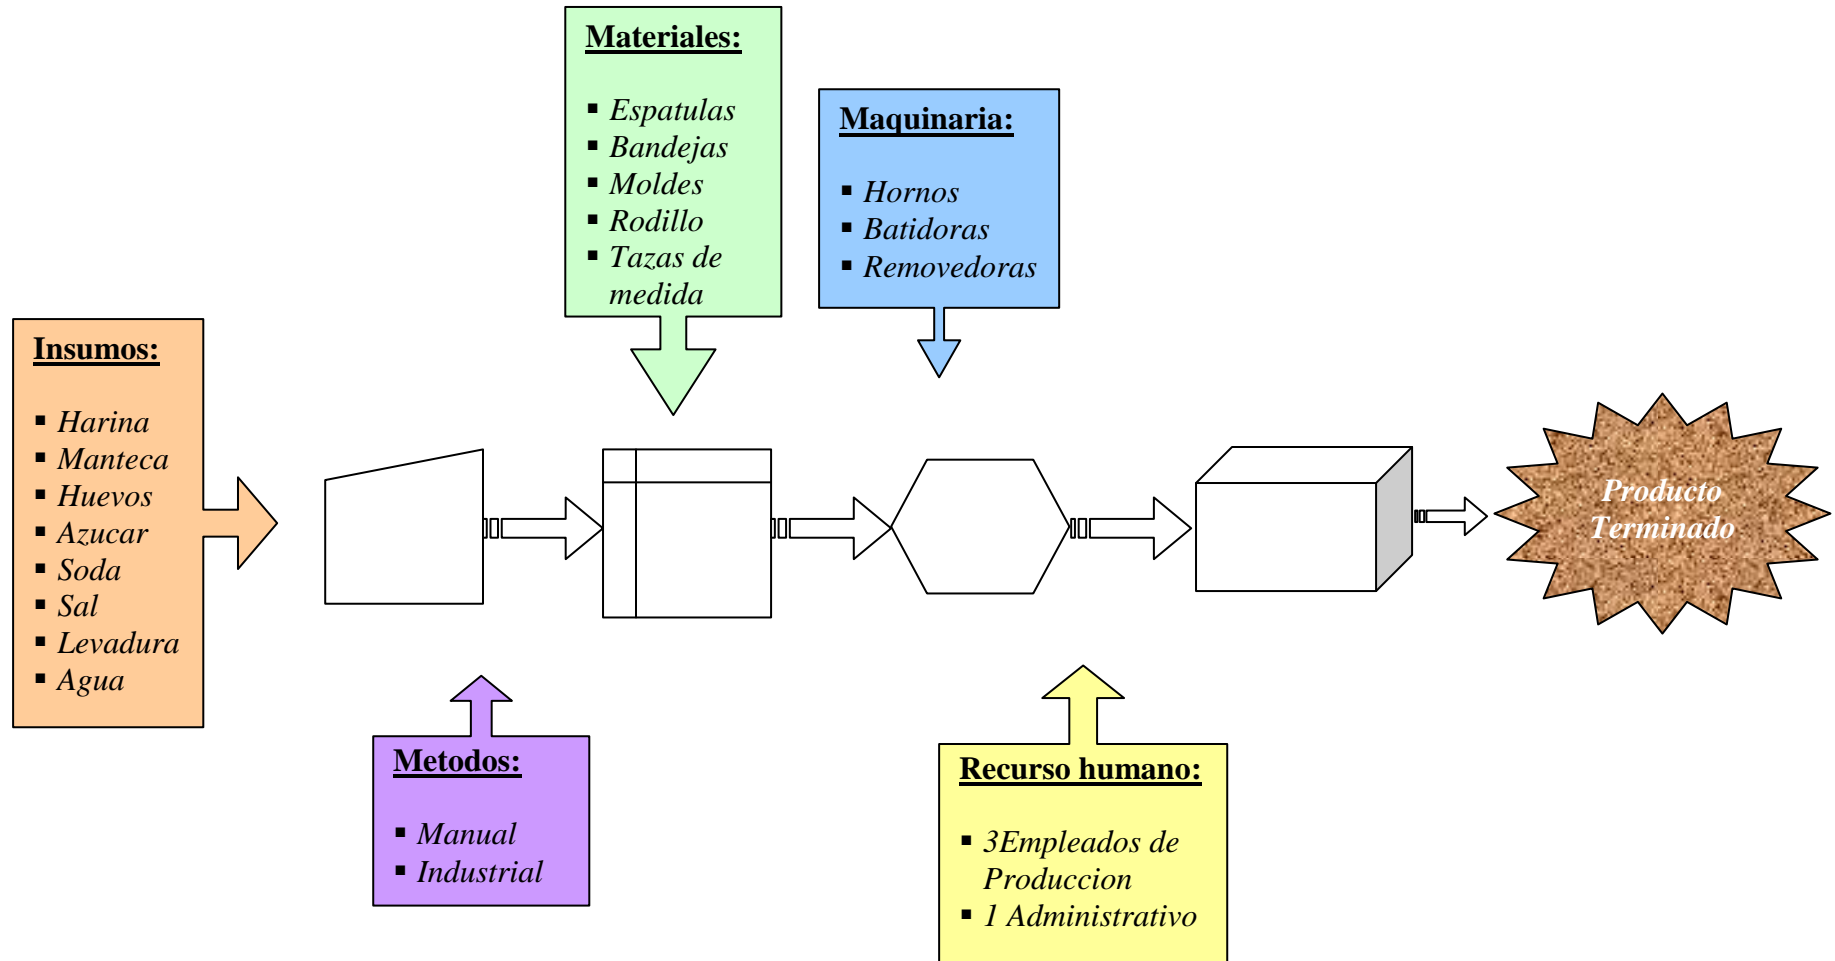 Materiales:
▪ Espatulas
▪ Bandejas
▪ Moldes
▪ Rodillo
▪ Tazas de
medida
Maquinaria:
▪ Hornos
▪ Batidoras
▪ Removedoras
Insumos:
▪ Harina
▪ Manteca
▪ Huevos
▪ Azucar
▪ Soda
▪ Sal
▪ Levadura
▪ Agua
Producto
Terminado
Metodos:
▪ Manual
▪ Industrial
Recurso humano:
▪ 3Empleados de
Produccion
▪ 1 Administrativo